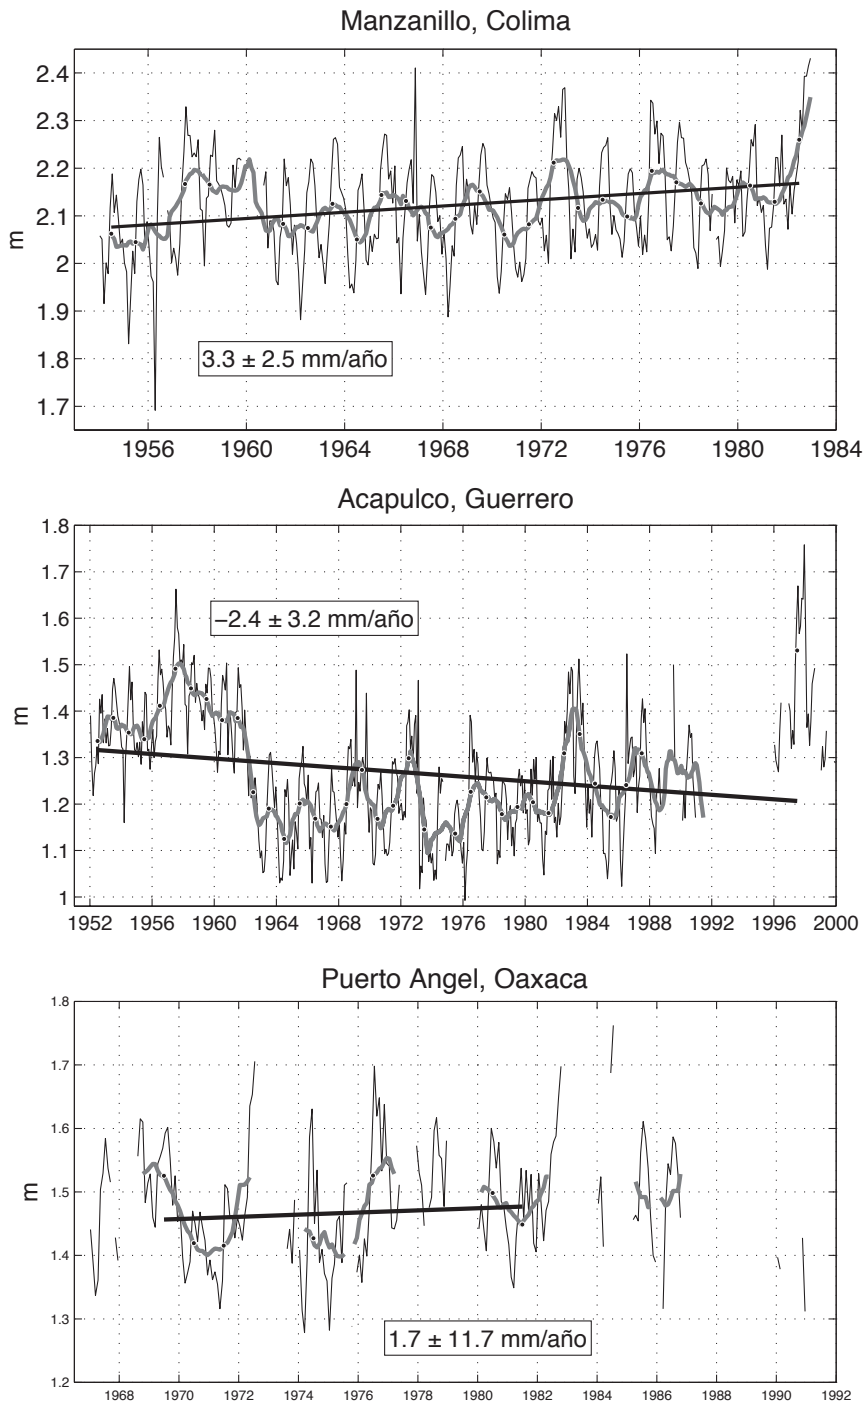 Manzanillo, Colima
2.4
2.3
2.2
2.1
2
1.9
1.8
1.7
m
3.3 ± 2.5 mm/año
1956 1960 1964 1968 1972 1976 1980 1984
Acapulco, Guerrero
1.8
1.7
1.6
1.5
1.4
1.3
1.2
1.1
1
m
−2.4 ± 3.2 mm/año
1952 1956 1960 1964 1968 1972 1976 1980 1984 1988 1992 1996 2000
Puerto Angel, Oaxaca
1.8
1.7
1.6
1.5
1.4
1.3
1.2
m
1.7 ± 11.7 mm/año
1968 1970 1972 1974 1976 1978 1980 1982 1984 1986 1988 1990 1992